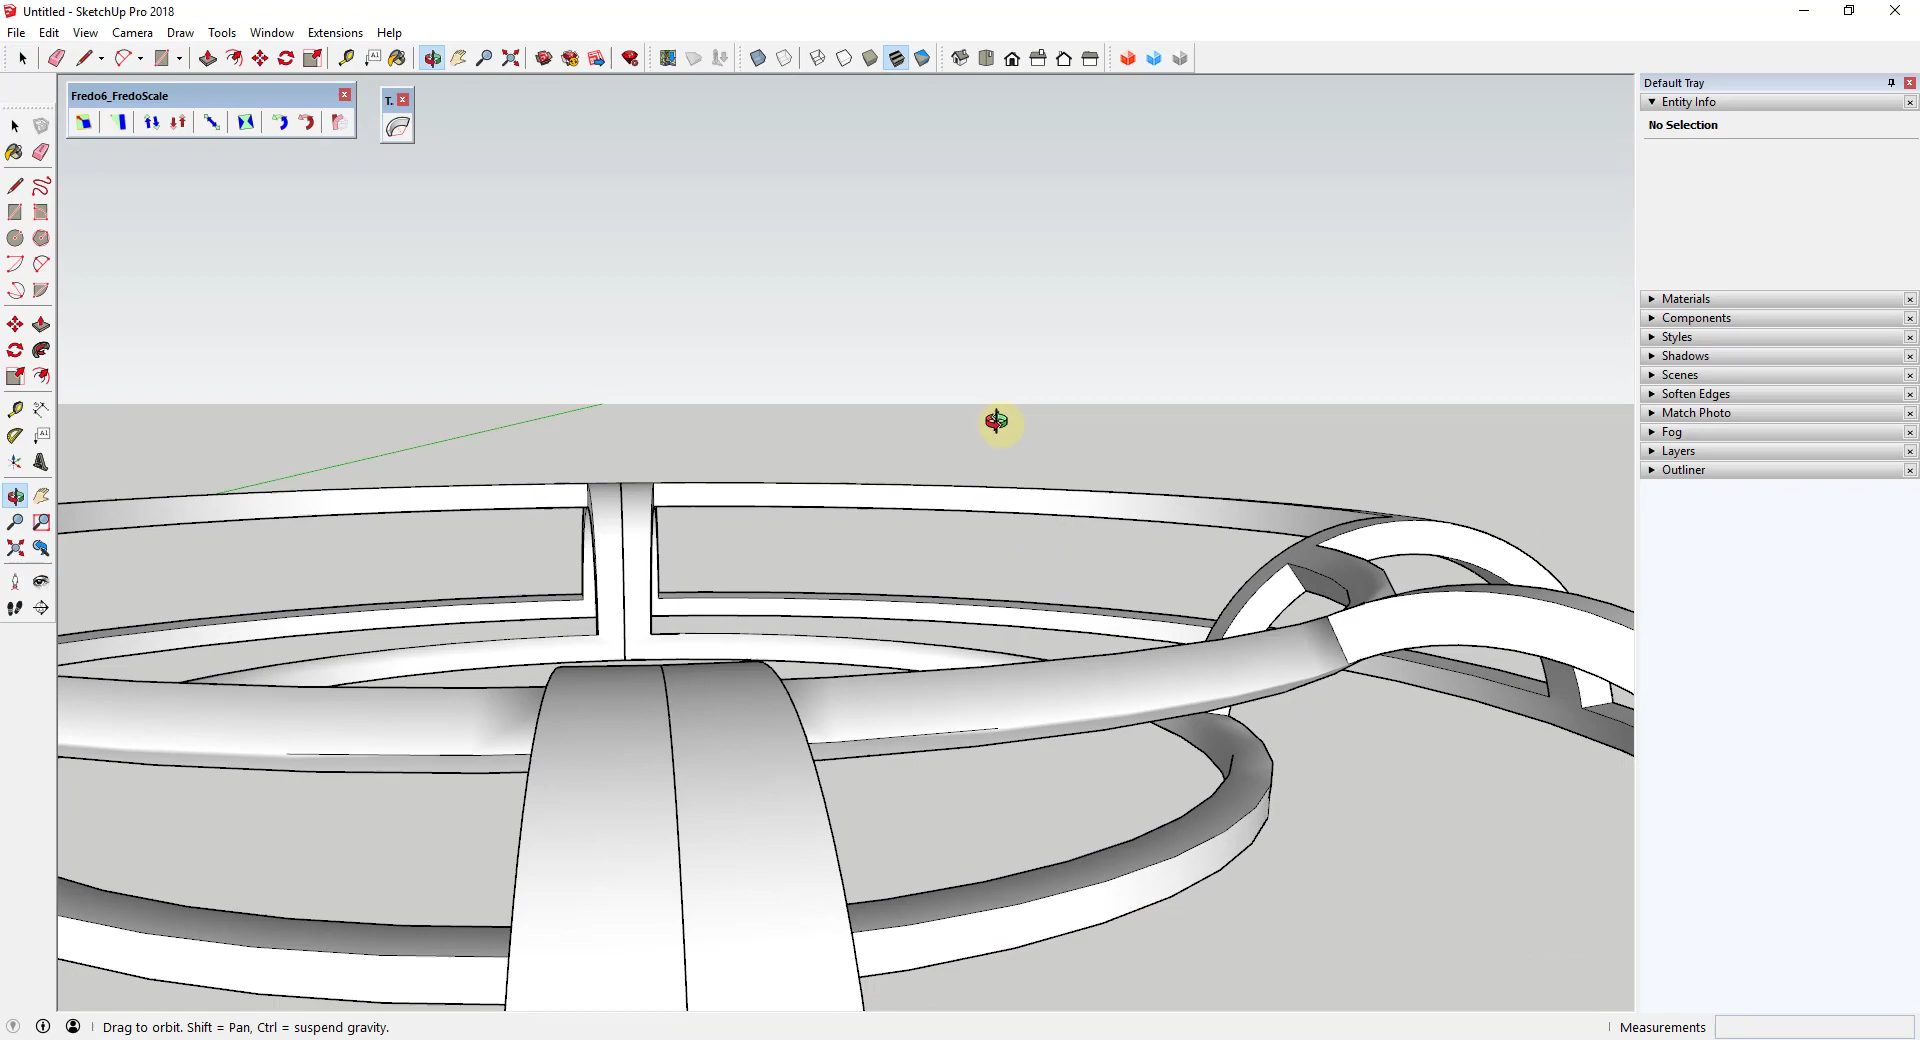 Untitled - SketchUp Pro 2018
File Edit View Camera Draw Tools Window Extensions Help
A1
Default Tray
Fredo6_FredoScale
T.
Entity Info
No Selection
Materials
Components
Styles
Shadows
Scenes
Soften Edges
Match Photo
Fog
Layers
Outliner
A1
Drag to orbit. Shift = Pan, Ctrl = suspend gravity.
Measurements